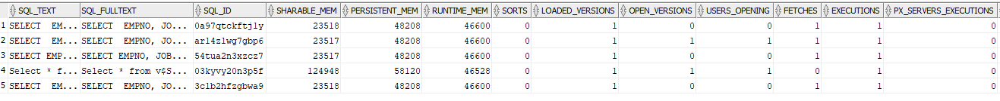 SQL_TEXT SQL_FULLTEXT SQL_ID SHARABLE_MEM PERSISTENT_MEM RUNTIME_MEM SORTS LOADED_VERSIONS OPEN_VERSIONS USERS_OPENING FETCHES EXECUTIONS PX_SERVERS_EXECUTIONS
1 SELECT EM... SELECT EMPNO, JO... 0a97qtckftjly 23518 48208 46600 0 1 0 0 1 1 0
2 SELECT EM... SELECT EMPNO, JO... ar14zlwg7gbp6 23517 48208 46600 0 1 1 1 1 1 0
3 SELECT EMP... SELECT EMPNO, JOB... 54tua2n3xzcz7 23517 48208 46600 0 1 0 0 1 1 0
4 Select * f... Select * from v$S... 03kyvy20n3p5f 124948 58120 46528 0 1 1 1 0 1 0
5 SELECT EM... SELECT EMPNO, JO... 3clb2hfzgbwa9 23518 48208 46600 0 1 0 0 1 1 0